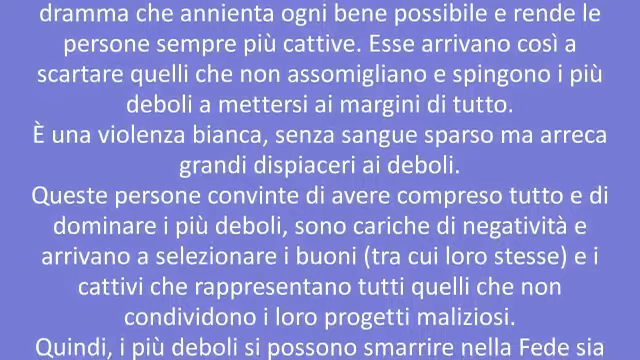 dramma che annienta ogni bene possibile e rende le
persone sempre più cattive. Esse arrivano così a
scartare quelli che non assomigliano e spingono i più
deboli a mettersi ai margini di tutto.
È una violenza bianca, senza sangue sparso ma arreca
grandi dispiaceri ai deboli.
Queste persone convinte di avere compreso tutto e di
dominare i più deboli, sono cariche di negatività e
arrivano a selezionare i buoni (tra cui loro stesse) e i
cattivi che rappresentano tutti quelli che non
condividono i loro progetti maliziosi.
Quindi, i più deboli si possono smarrire nella Fede sia